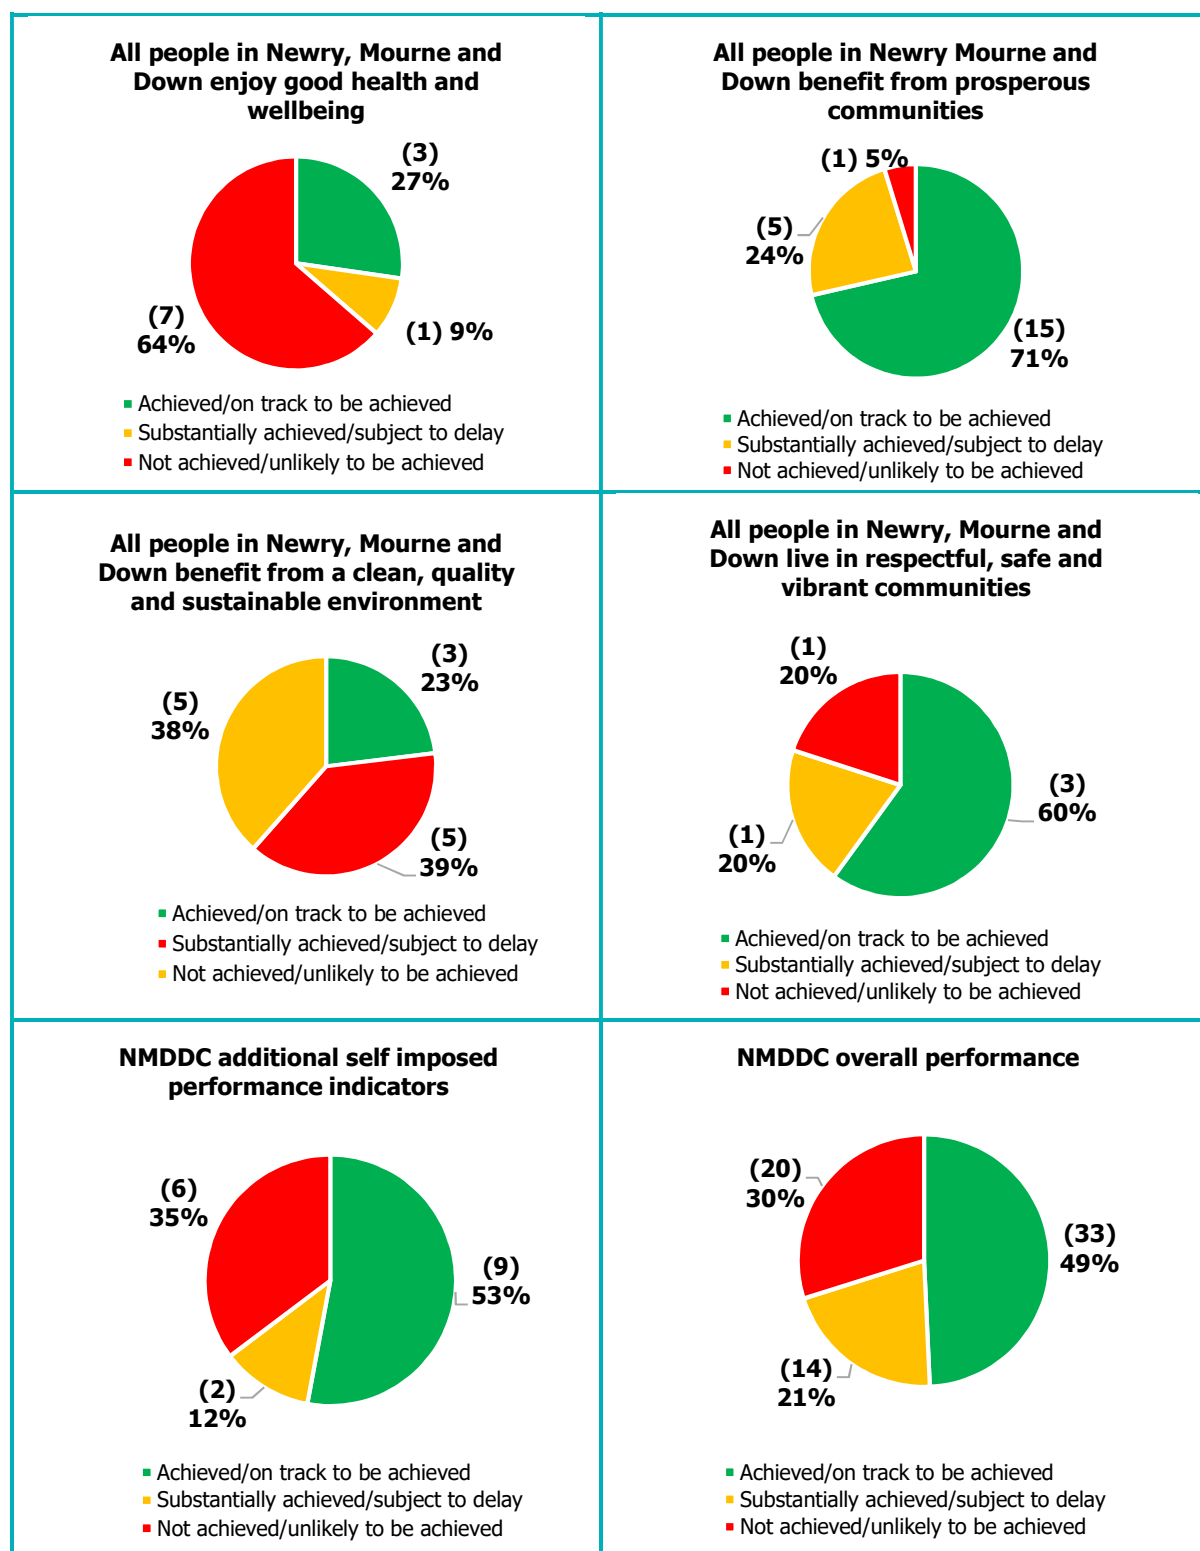 All people in Newry, Mourne and
Down enjoy good health and
wellbeing
(3)
27%
(7)
64%
(1) 9%
Achieved/on track to be achieved
Substantially achieved/subject to delay
Not achieved/unlikely to be achieved
All people in Newry Mourne and
Down benefit from prosperous
communities
(1) 5%
(5)
24%
(15)
71%
Achieved/on track to be achieved
Substantially achieved/subject to delay
Not achieved/unlikely to be achieved
All people in Newry, Mourne and
Down benefit from a clean, quality
and sustainable environment
(3)
23%
(5)
38%
(5)
39%
Achieved/on track to be achieved
Substantially achieved/subject to delay
Not achieved/unlikely to be achieved
All people in Newry, Mourne and
Down live in respectful, safe and
vibrant communities
(1)
20%
(3)
60%
(1)
20%
Achieved/on track to be achieved
Substantially achieved/subject to delay
Not achieved/unlikely to be achieved
NMDDC additional self imposed
performance indicators
(6)
35%
(9)
53%
(2)
12%
Achieved/on track to be achieved
Substantially achieved/subject to delay
Not achieved/unlikely to be achieved
NMDDC overall performance
(20)
30%
(33)
49%
(14)
21%
Achieved/on track to be achieved
Substantially achieved/subject to delay
Not achieved/unlikely to be achieved